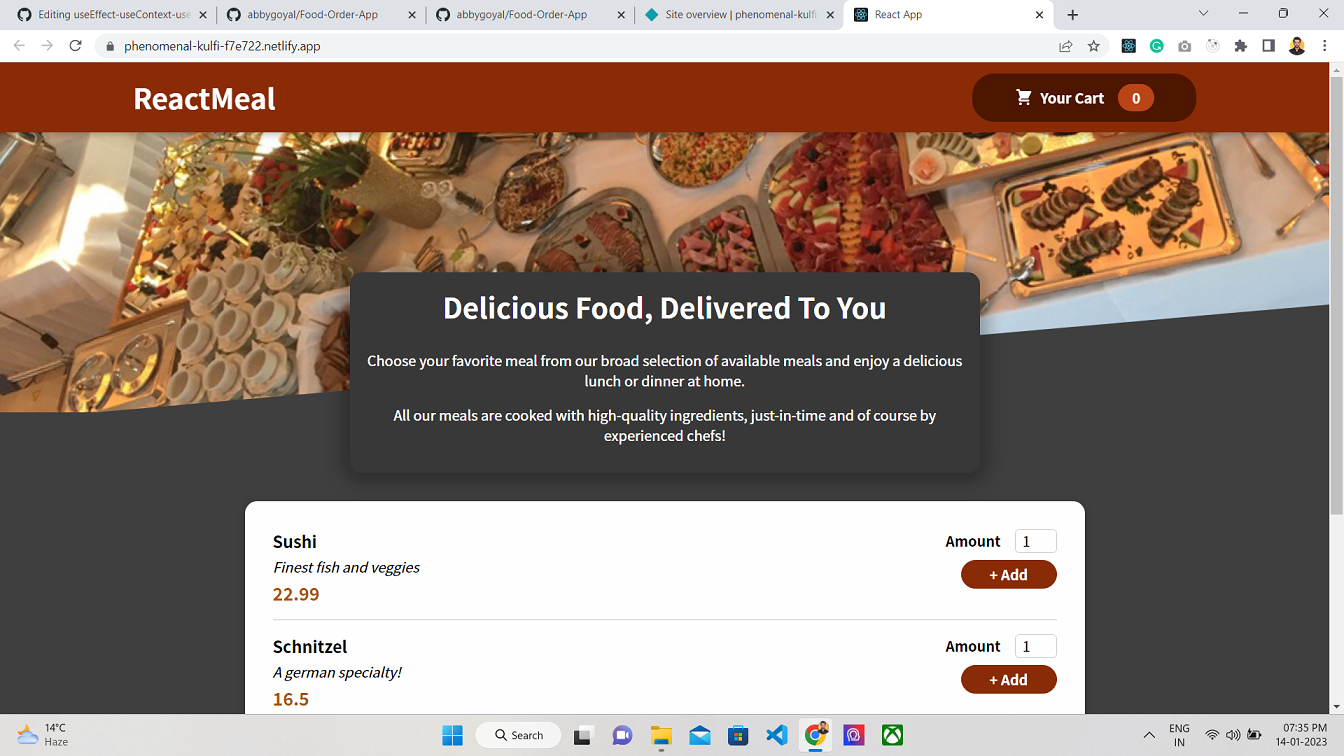 Editing useEffect-useContext-use
abbygoyal/Food-Order-App
abbygoyal/Food-Order-App
Site overview | phenomenal-kulfi
React App
phenomenal-kulfi-f7e722.netlify.app
ReactMeal
Your Cart 0
Delicious Food, Delivered To You
Choose your favorite meal from our broad selection of available meals and enjoy a delicious
lunch or dinner at home.
All our meals are cooked with high-quality ingredients, just-in-time and of course by
experienced chefs!
Sushi
Finest fish and veggies
22.99
Amount 1
+ Add
Schnitzel
A german specialty!
16.5
Amount 1
+ Add
14°C
Haze
Search
ENG
IN
07:35 PM
14-01-2023